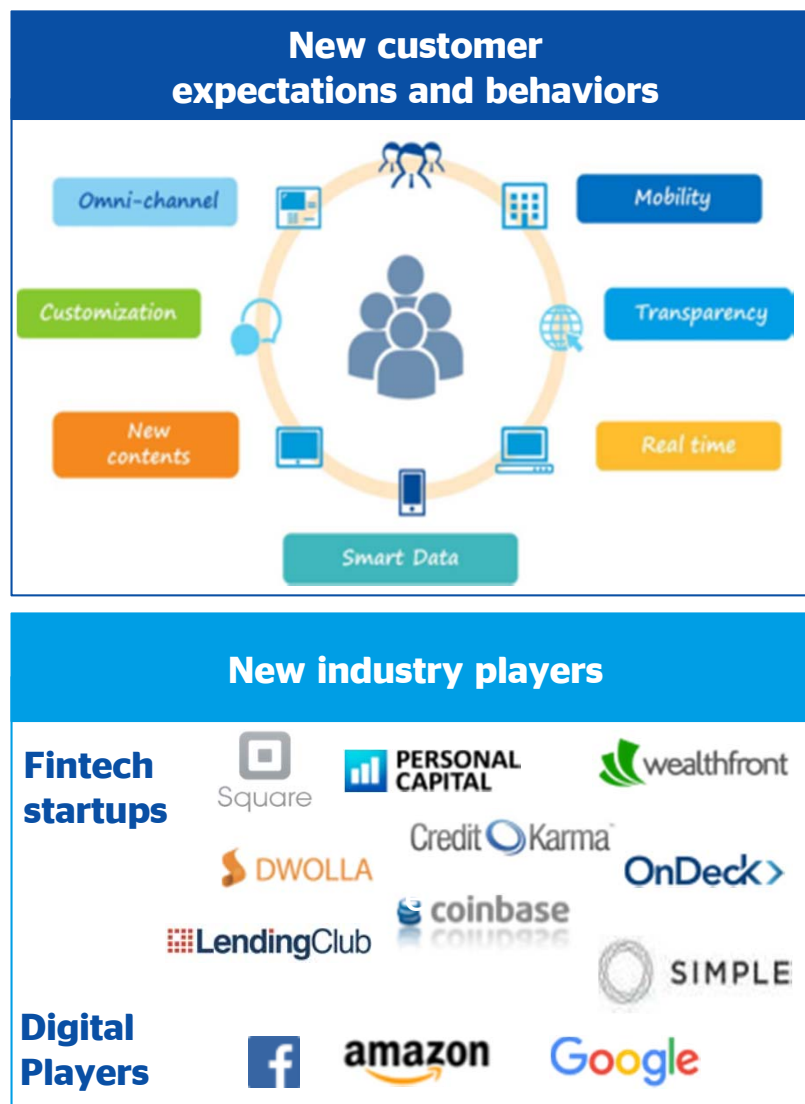 New customer
expectations and behaviors
Omni-channel
Mobility
Customization
Transparency
New
contents
Real time
Smart Data
New industry players
Fintech
startups
Square
PERSONAL
CAPITAL
wealthfront
Credit Karma
DWOLLA
OnDeck>
coinbase
LendingClub
SIMPLE
Digital
Players
f
amazon
Google